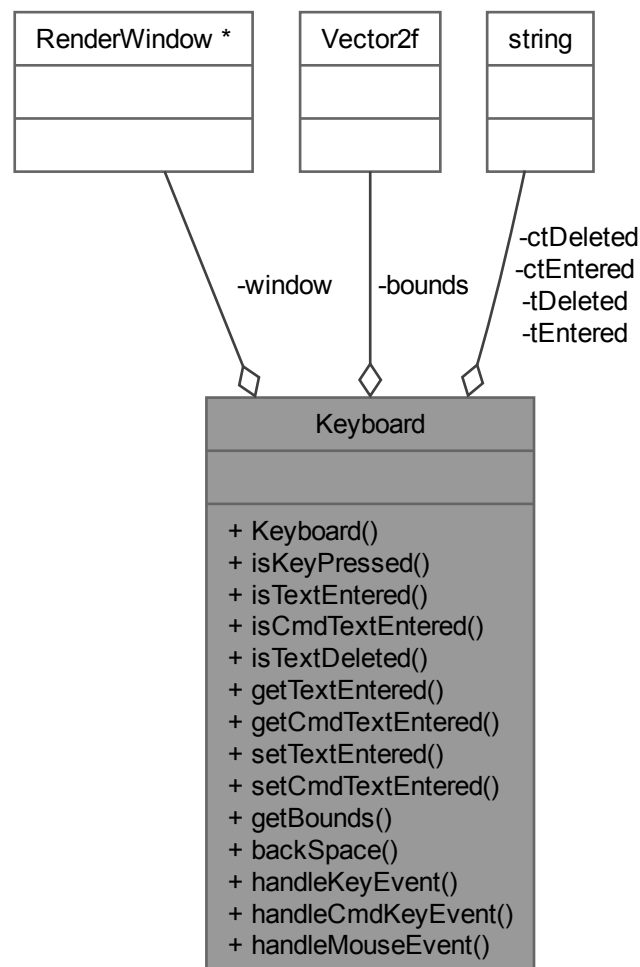 RenderWindow *
Vector2f
string
-window
-bounds
-ctDeleted
-ctEntered
-tDeleted
-tEntered
Keyboard
+ Keyboard()
+ isKeyPressed()
+ isTextEntered()
+ isCmdTextEntered()
+ isTextDeleted()
+ getTextEntered()
+ getCmdTextEntered()
+ setTextEntered()
+ setCmdTextEntered()
+ getBounds()
+ backSpace()
+ handleKeyEvent()
+ handleCmdKeyEvent()
+ handleMouseEvent()